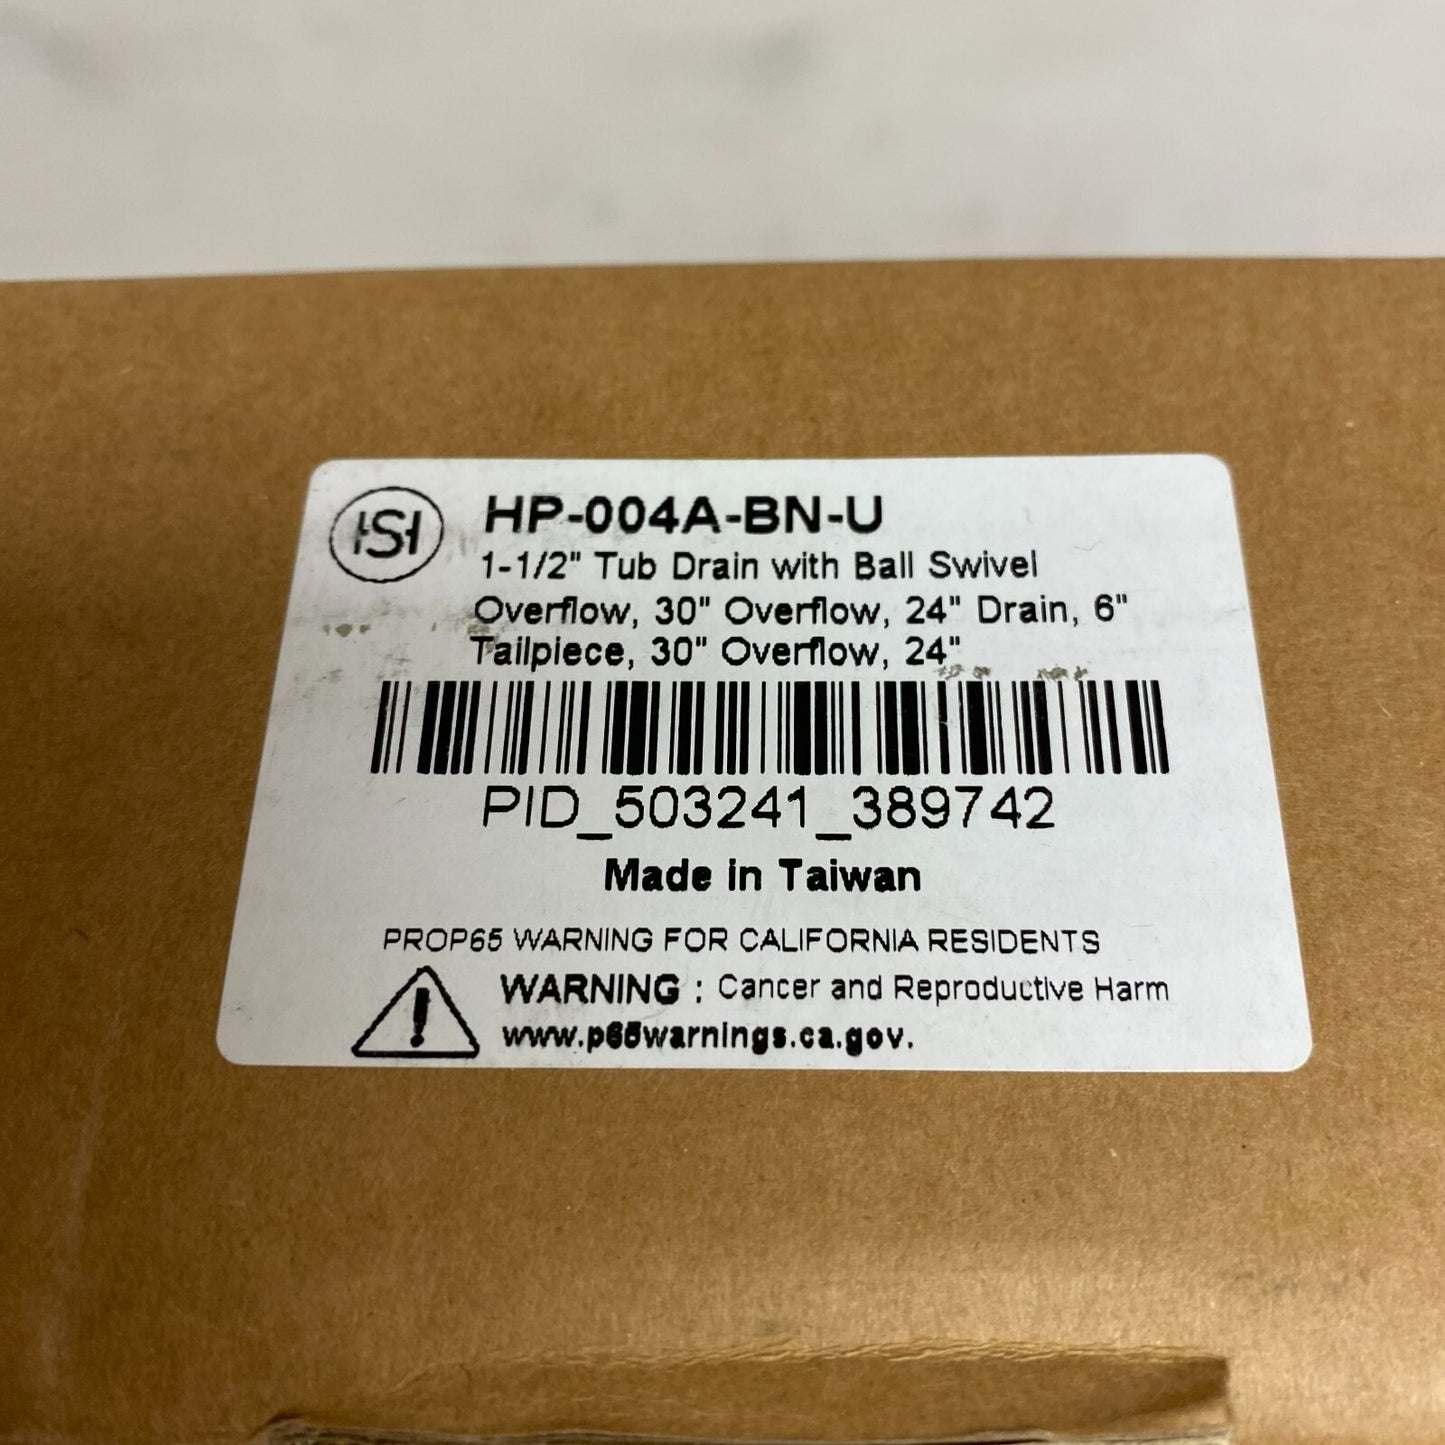 HSH
HP-004A-BN-U
1-1/2" Tub Drain with Ball Swivel
Overflow, 30" Overflow, 24" Drain, 6"
Tailpiece, 30" Overflow, 24"
PID_503241_389742
Made in Taiwan
PROP65 WARNING FOR CALIFORNIA RESIDENTS
WARNING : Cancer and Reproductive Harm
www.p65warnings.ca.gov.